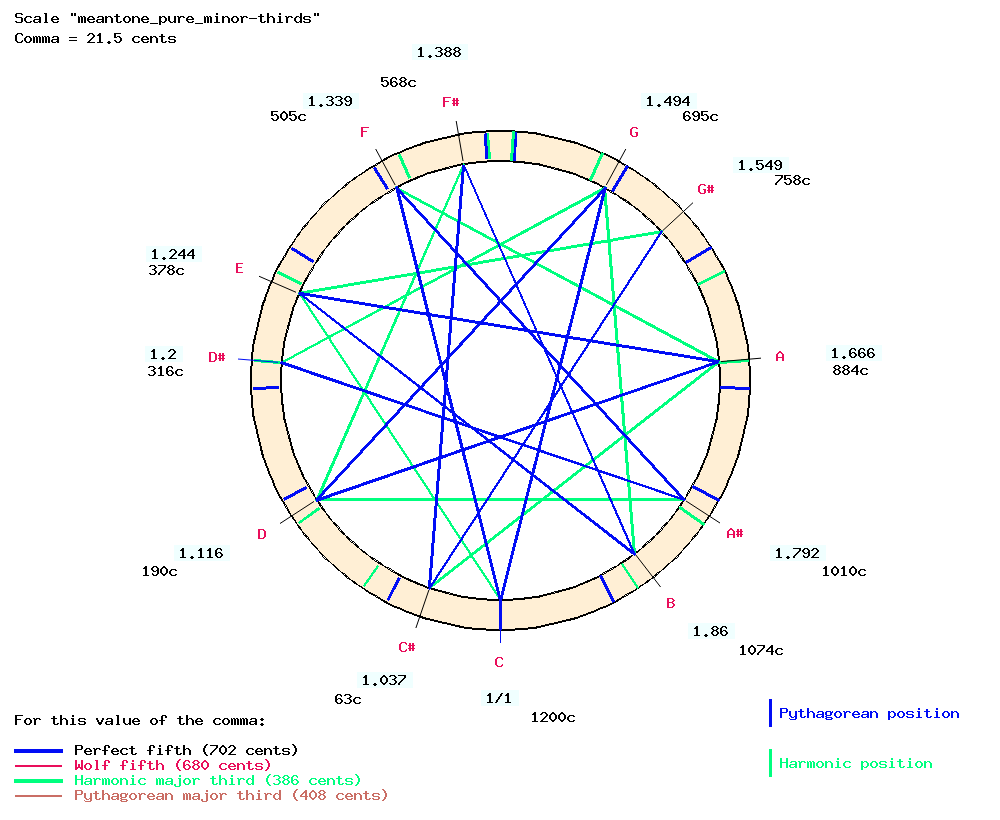 Scale "meantone_pure_minor-thirds"
Comma = 21.5 cents
1.388
568c
F#
1.339
505c
F
1.494
695c
G
1.549
758c
G#
1.244
378c
E
1.2
316c
D#
1.666
884c
A
D
1.116
190c
A#
1.792
1010c
B
1.86
1074c
C#
1.037
63c
C
1/1
1200c
For this value of the comma:
Perfect fifth (702 cents)
Wolf fifth (680 cents)
Harmonic major third (386 cents)
Pythagorean major third (408 cents)
Pythagorean position
Harmonic position